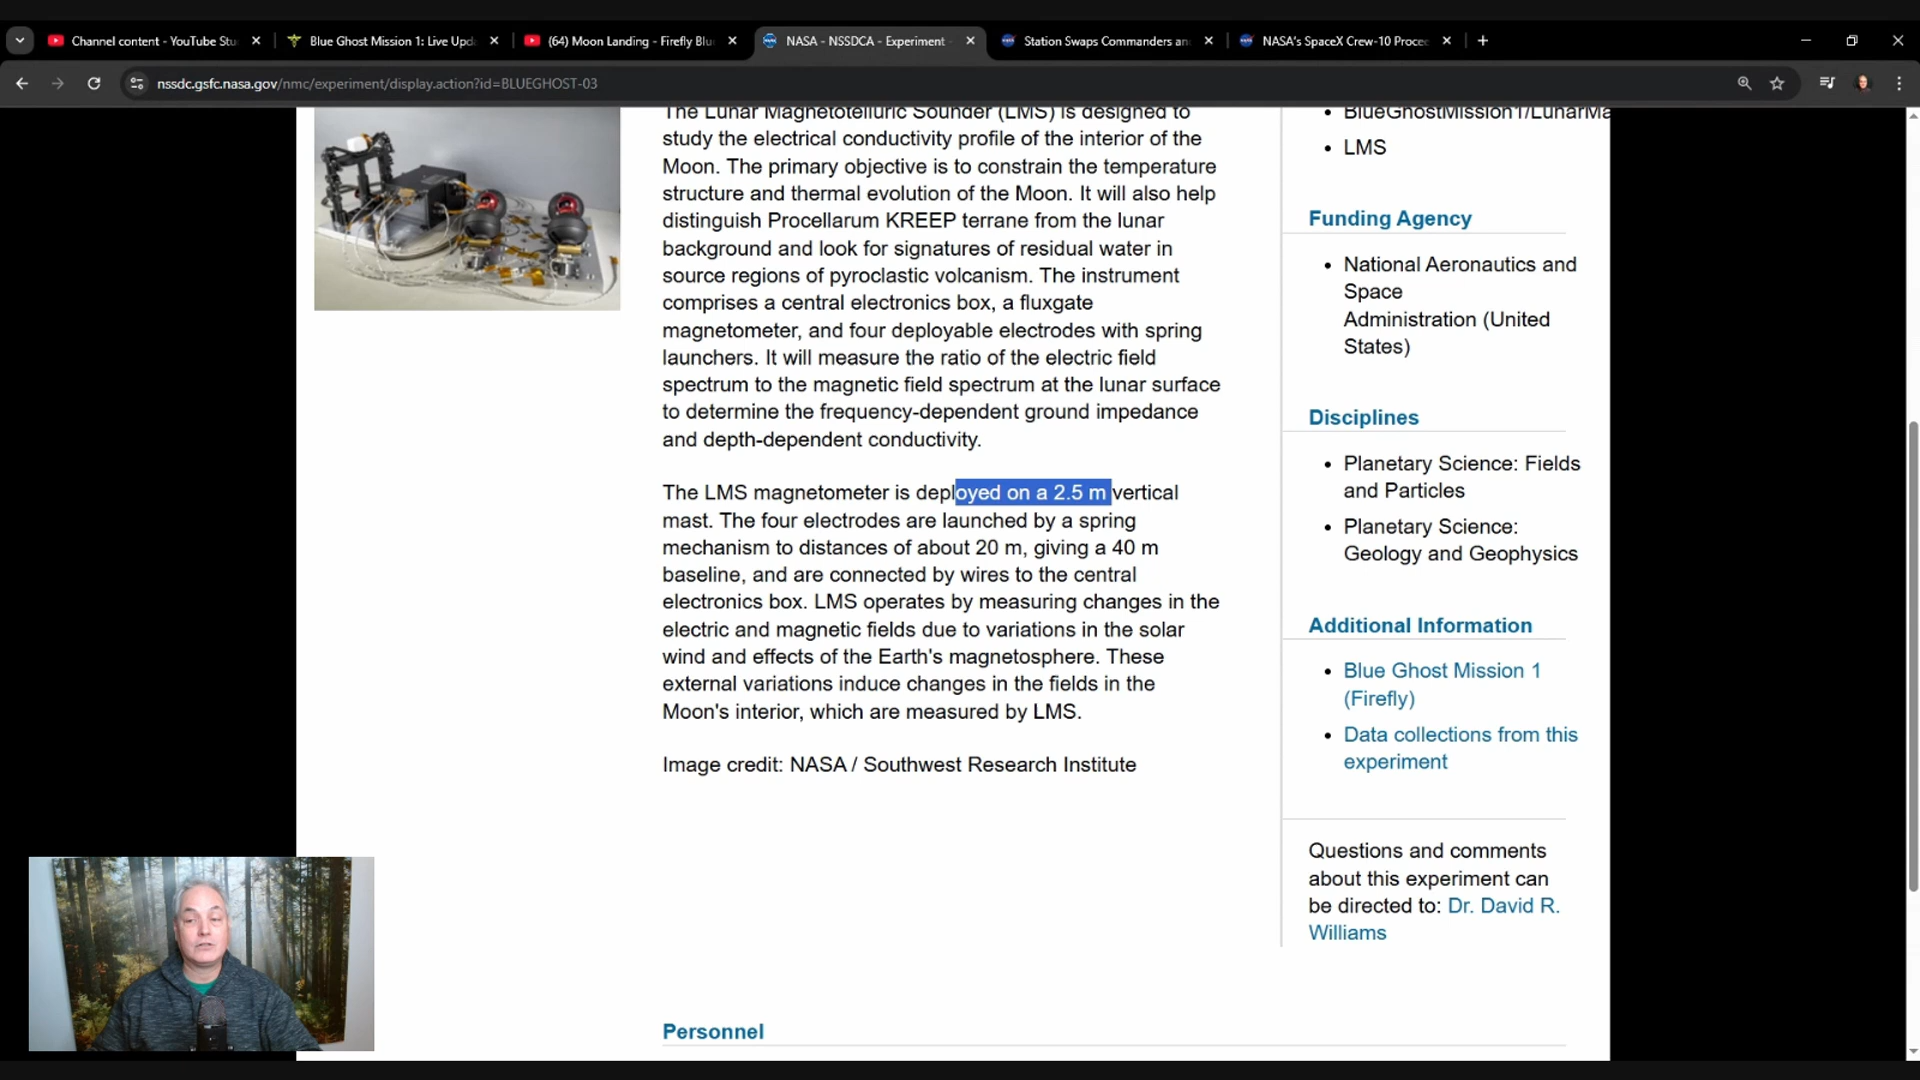 Channel content - YouTube Stu
Blue Ghost Mission 1: Live Upd
(64) Moon Landing - Firefly Blu
NASA - NSSDCA - Experiment -
Station Swaps Commanders an
NASA's SpaceX Crew-10 Proce
nssdc.gsfc.nasa.gov/nmc/experiment/display.action?id=BLUEGHOST-03
The Lunar Magnetotelluric Sounder (LMS) is designed to
study the electrical conductivity profile of the interior of the
Moon. The primary objective is to constrain the temperature
structure and thermal evolution of the Moon. It will also help
distinguish Procellarum KREEP terrane from the lunar
background and look for signatures of residual water in
source regions of pyroclastic volcanism. The instrument
comprises a central electronics box, a fluxgate
magnetometer, and four deployable electrodes with spring
launchers. It will measure the ratio of the electric field
spectrum to the magnetic field spectrum at the lunar surface
to determine the frequency-dependent ground impedance
and depth-dependent conductivity.
The LMS magnetometer is deployed on a 2.5 m vertical
mast. The four electrodes are launched by a spring
mechanism to distances of about 20 m, giving a 40 m
baseline, and are connected by wires to the central
electronics box. LMS operates by measuring changes in the
electric and magnetic fields due to variations in the solar
wind and effects of the Earth's magnetosphere. These
external variations induce changes in the fields in the
Moon's interior, which are measured by LMS.
Image credit: NASA / Southwest Research Institute
Personnel
BlueGhostMission1/LunarMa
LMS
Funding Agency
National Aeronautics and
Space
Administration (United
States)
Disciplines
Planetary Science: Fields
and Particles
Planetary Science:
Geology and Geophysics
Additional Information
Blue Ghost Mission 1
(Firefly)
Data collections from this
experiment
Questions and comments
about this experiment can
be directed to: Dr. David R.
Williams